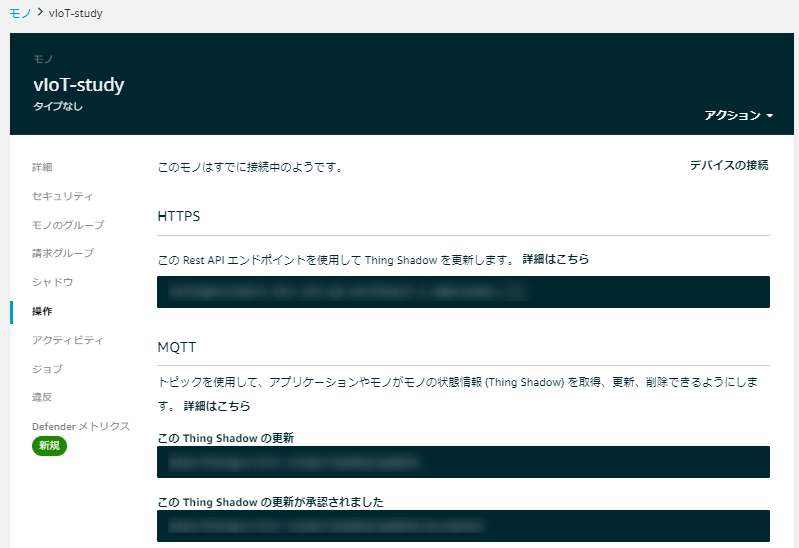 モノ > vIoT-study
モノ
vIoT-study
タイプなし
アクション
詳細
セキュリティ
モノのグループ
請求グループ
シャドウ
操作
アクティビティ
ジョブ
違反
Defender メトリクス
新規
このモノはすでに接続中のようです。
デバイスの接続
HTTPS
この Rest API エンドポイントを使用して Thing Shadow を更新します。 詳細はこちら
MQTT
トピックを使用して、アプリケーションやモノがモノの状態情報 (Thing Shadow) を取得、更新、削除できるようにしま
す。 詳細はこちら
この Thing Shadow の更新
この Thing Shadow の更新が承認されました